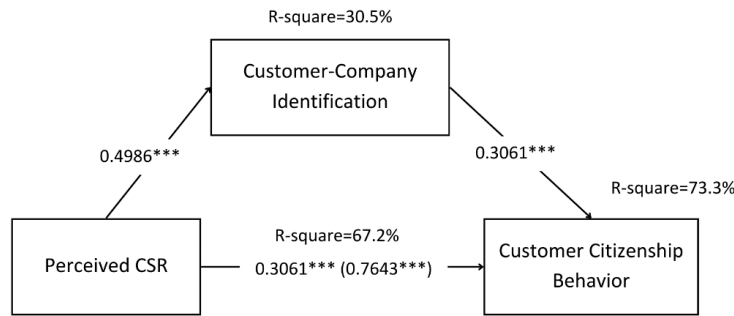 R-square=30.5%
Customer-Company
Identification
0.4986***
0.3061***
R-square=73.3%
R-square=67.2%
Perceived CSR
0.3061*** (0.7643***)
Customer Citizenship
Behavior